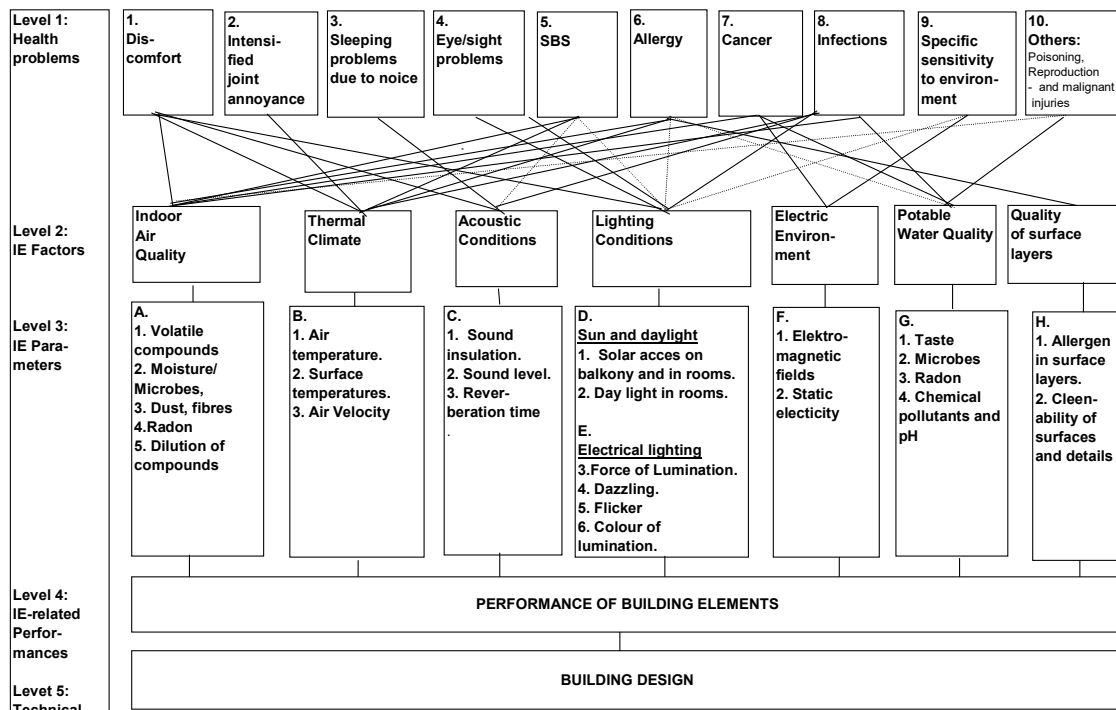 Level 1:
Health
problems
1.
Dis-
comfort
2.
Intensi-
fied
joint
annoyance
3.
Sleeping
problems
due to noice
4.
Eye/sight
problems
5.
SBS
6.
Allergy
7.
Cancer
8.
Infections
9.
Specific
sensitivity
to environ-
ment
10.
Others:
Poisoning,
Reproduction
- and malignant
injuries
Level 2:
IE Factors
Indoor
Air
Quality
Thermal
Climate
Acoustic
Conditions
Lighting
Conditions
Electric
Environ-
ment
Potable
Water Quality
Quality
of surface
layers
Level 3:
IE Para-
meters
A.
1. Volatile
compounds
2. Moisture/
Microbes,
3. Dust, fibres
4.Radon
5. Dilution of
compounds
B.
1. Air
temperature.
2. Surface
temperatures.
3. Air Velocity
C.
1. Sound
insulation.
2. Sound level.
3. Rever-
beration time
.
D.
Sun and daylight
1. Solar acces on
balkony and in rooms.
2. Day light in rooms.
E.
Electrical lighting
3.Force of Lumination.
4. Dazzling.
5. Flicker
6. Colour of
lumination.
F.
1. Elektro-
magnetic
fields
2. Static
electicity
G.
1. Taste
2. Microbes
3. Radon
4. Chemical
pollutants and
pH
H.
1. Allergen
in surface
layers.
2. Cleen-
ability of
surfaces
and details
Level 4:
IE-related
Perfor-
mances
PERFORMANCE OF BUILDING ELEMENTS
Levet 5:
Technical
BUILDING DESIGN